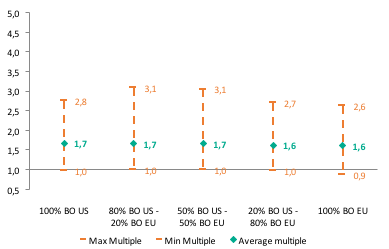 5,0
4,5
4,0
3,5
3,0
2,5
2,0
1,5
1,0
0,5
2,8
3,1
3,1
2,7
2,6
1,7
1,7
1,7
1,6
1,6
1,0
1,0
1,0
1,0
0,9
100% BO US
80% BO US -
20% BO EU
50% BO US -
50% BO EU
20% BO US -
80% BO EU
100% BO EU
Max Multiple
Min Multiple
Average multiple